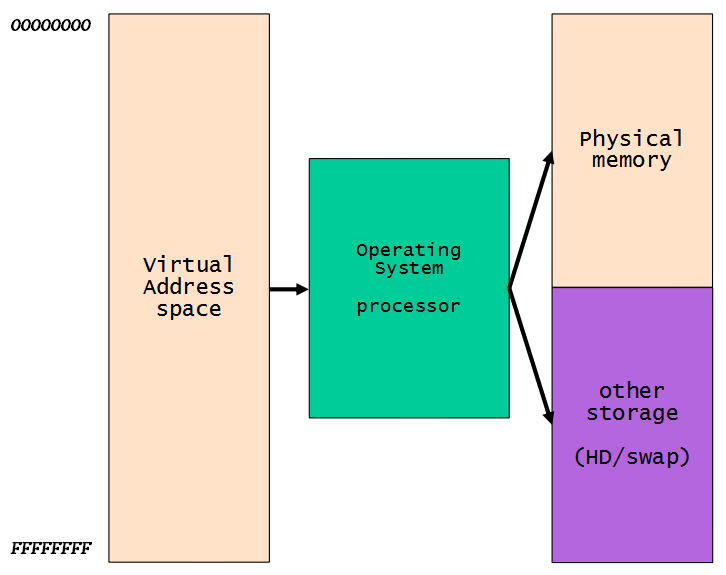 00000000
Virtual
Address
space
Operating
System
processor
Physical
memory
other
storage
(HD/swap)
FFFFFFFF